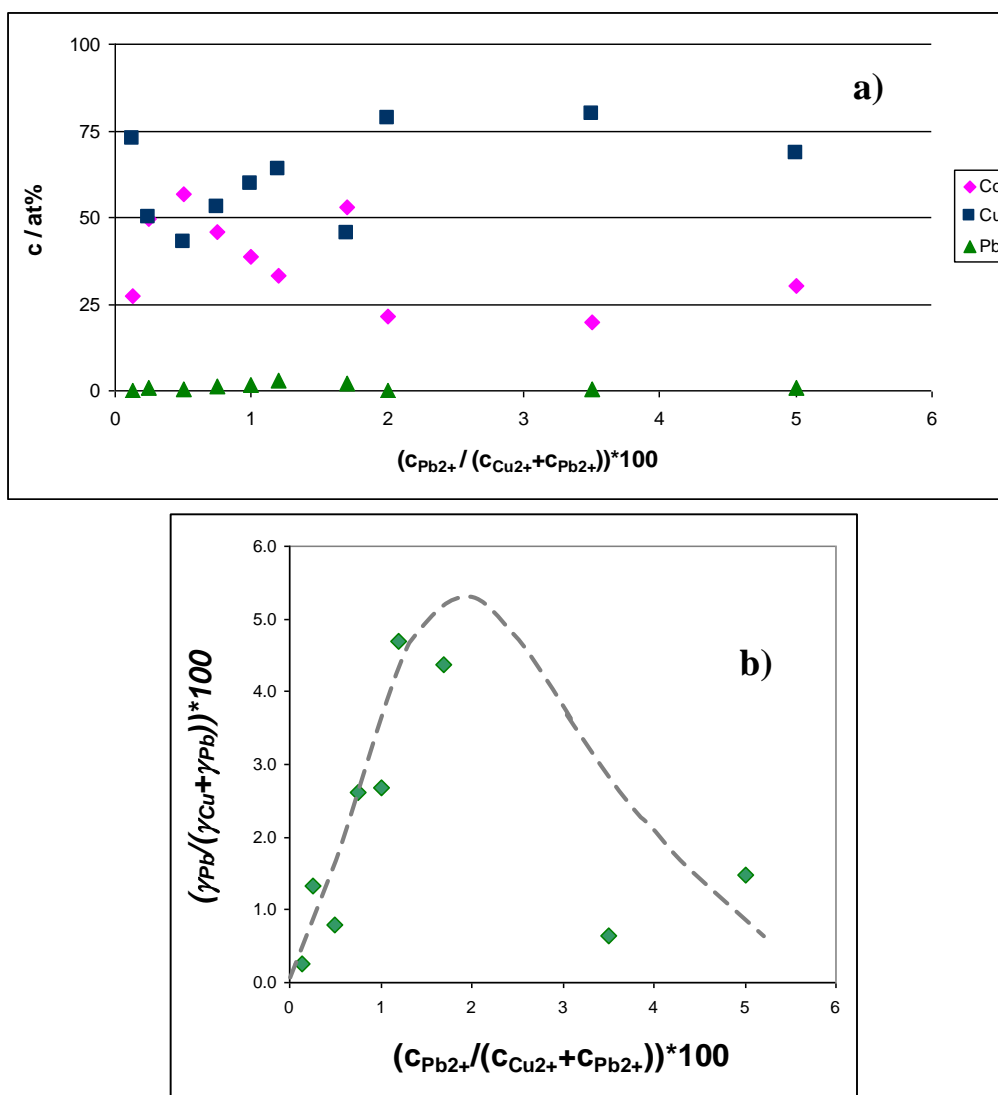 a)
100
75
50
25
0
c / at%
0 1 2 3 4 5 6
(cPb2+ / (cCu2++cPb2+))*100
Co
Cu
Pb
b)
6.0
5.0
4.0
3.0
2.0
1.0
0.0
(γPb/(γCu+γPb))*100
0 1 2 3 4 5 6
(cPb2+/(cCu2++cPb2+))*100